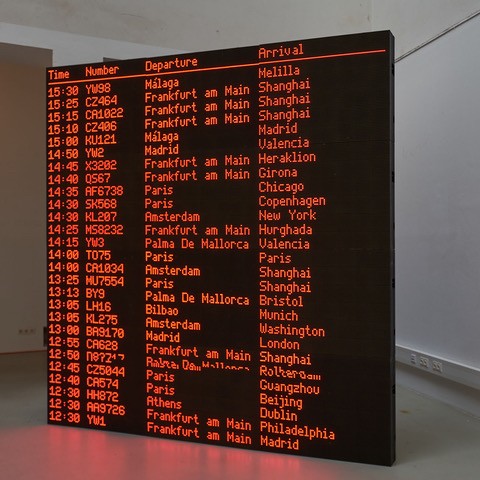 Time Number Departure Arrival
15:30 YW98 Málaga Melilla
15:25 CZ464 Frankfurt am Main Shanghai
15:15 CA1022 Frankfurt am Main Shanghai
15:10 CZ406 Frankfurt am Main Shanghai
15:00 KU121 Málaga Madrid
14:50 YW2 Madrid Valencia
14:45 X3202 Frankfurt am Main Heraklion
14:40 QS67 Frankfurt am Main Girona
14:35 AF6738 Paris Chicago
14:30 SK568 Paris Copenhagen
14:30 KL207 Amsterdam New York
14:25 MS8232 Frankfurt am Main Hurghada
14:15 YW3 Palma De Mallorca Valencia
14:00 TO75 Paris Paris
14:00 CA1034 Amsterdam Shanghai
13:25 MU7554 Paris Shanghai
13:13 BY9 Palma De Mallorca Bristol
13:05 LH16 Bilbao Munich
13:05 KL275 Amsterdam Washington
13:00 BA9170 Madrid London
12:55 CA628 Frankfurt am Main Shanghai
12:50
12:45 CZ5044 Paris Guangzhou
12:40 CA574 Paris Beijing
12:30 HH872 Athens Dublin
12:30 AA9726 Frankfurt am Main Philadelphia
12:30 YW1 Frankfurt am Main Madrid